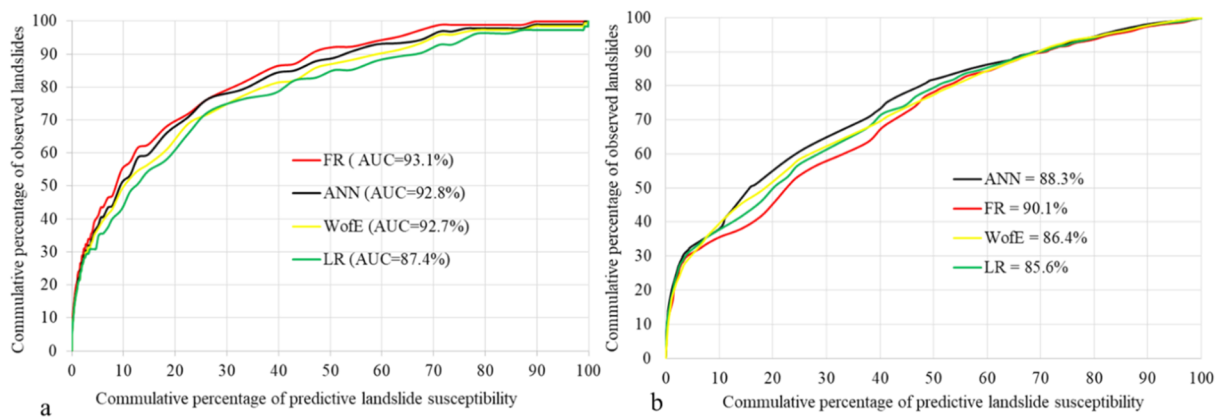 Commulative percentage of observed landslides
100
90
80
70
60
50
40
30
20
10
0
FR ( AUC=93.1%)
ANN (AUC=92.8%)
WofE (AUC=92.7%)
LR (AUC=87.4%)
0 10 20 30 40 50 60 70 80 90 100
Commulative percentage of predictive landslide susceptibility
a
Commulative percentage of observed landslides
100
90
80
70
60
50
40
30
20
10
0
ANN = 88.3%
FR = 90.1%
WofE = 86.4%
LR = 85.6%
0 10 20 30 40 50 60 70 80 90 100
Commulative percentage of predictive landslide susceptibility
b